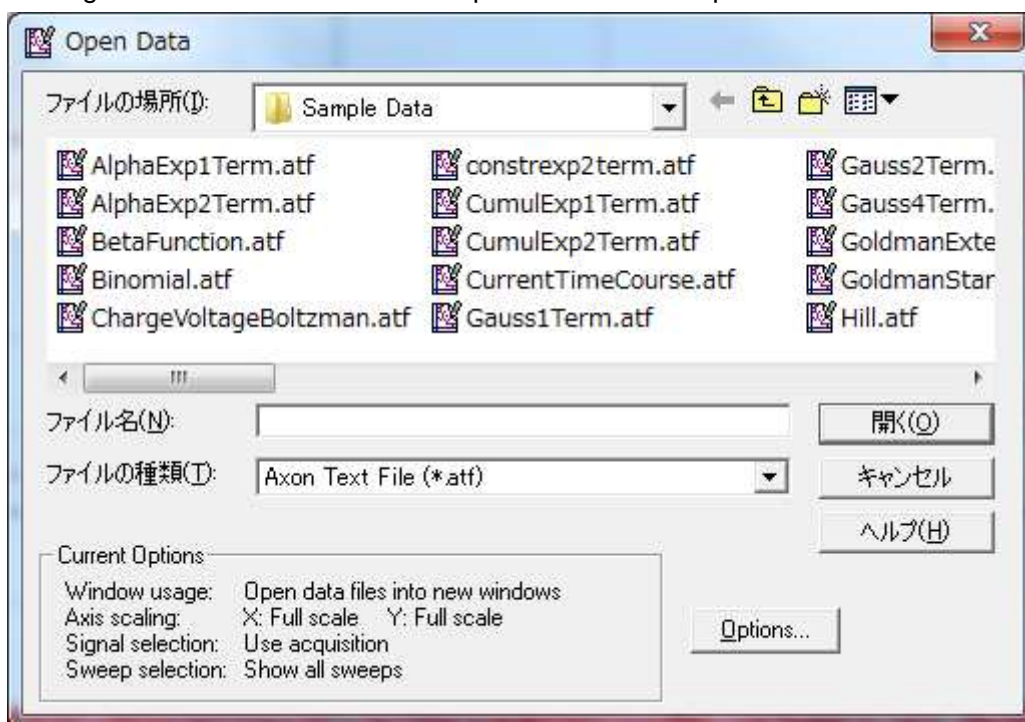 Open Data
ファイルの場所(I):
Sample Data
AlphaExp1Term.atf
AlphaExp2Term.atf
BetaFunction.atf
Binomial.atf
ChargeVoltageBoltzman.atf
constrexp2term.atf
CumulExp1Term.atf
CumulExp2Term.atf
CurrentTimeCourse.atf
Gauss1Term.atf
Gauss2Term.
Gauss4Term.
GoldmanExte
GoldmanStar
Hill.atf
ファイル名(N):
開く(O)
ファイルの種類(T):
Axon Text File (*.atf)
キャンセル
ヘルプ(H)
Current Options
Window usage: Open data files into new windows
Axis scaling: X: Full scale Y: Full scale
Signal selection: Use acquisition
Sweep selection: Show all sweeps
Options...